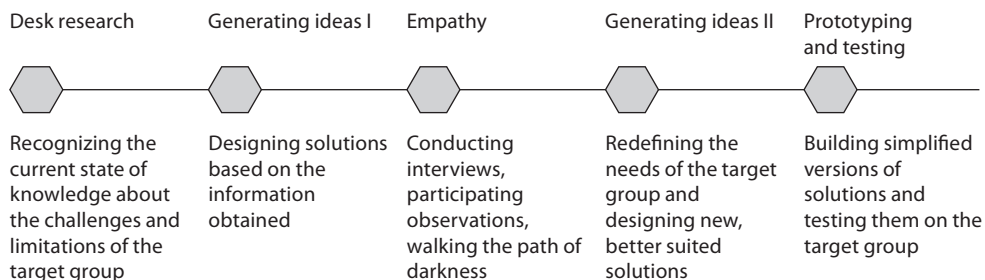 Desk research
Recognizing the
current state of
knowledge about
the challenges and
limitations of the
target group
Generating ideas I
Designing solutions
based on the
information
obtained
Empathy
Conducting
interviews,
participating
observations,
walking the path of
darkness
Generating ideas II
Redefining the
needs of the target
group and
designing new,
better suited
solutions
Prototyping
and testing
Building simplified
versions of
solutions and
testing them on the
target group